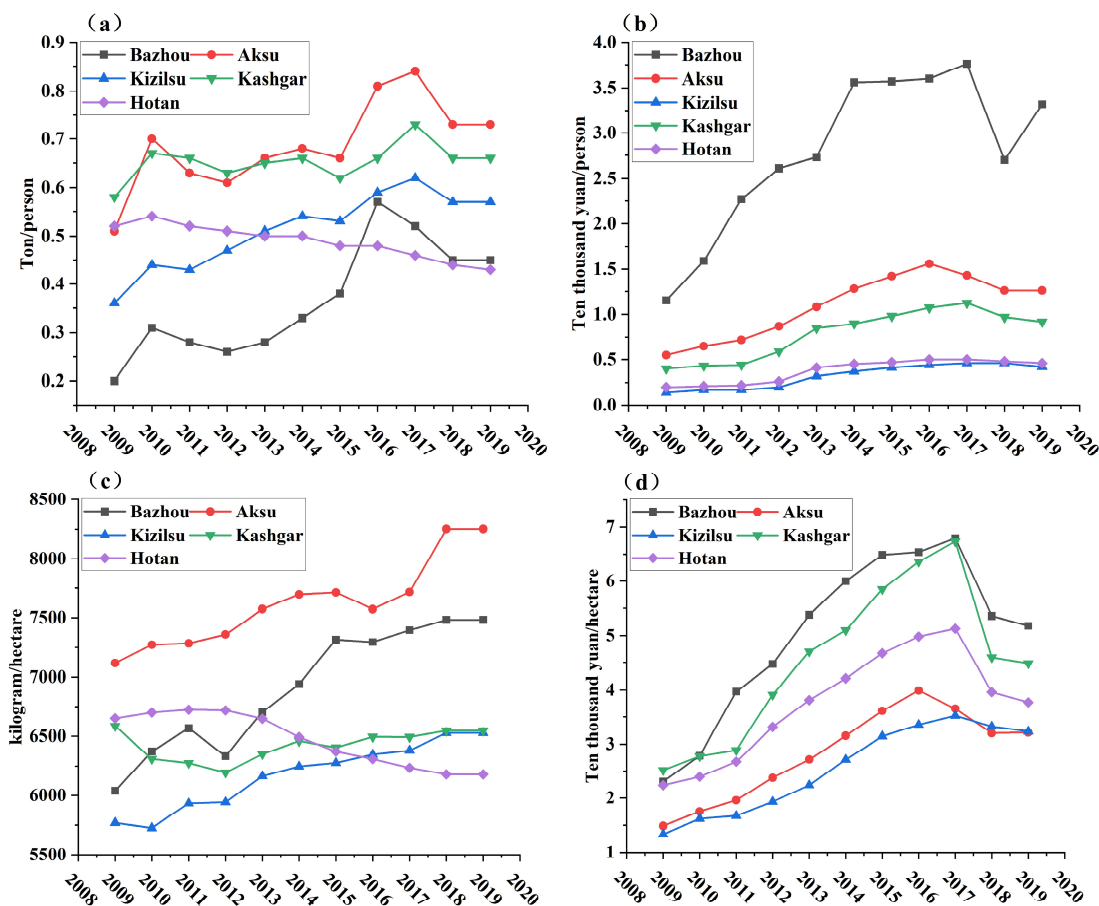 (a)
Bazhou Aksu
Kizilsu Kashgar
Hotan
Ton/person
0.9
0.8
0.7
0.6
0.5
0.4
0.3
0.2
2008 2009 2010 2011 2012 2013 2014 2015 2016 2017 2018 2019 2020
(b)
Bazhou
Aksu
Kizilsu
Kashgar
Hotan
Ten thousand yuan/person
4.0
3.5
3.0
2.5
2.0
1.5
1.0
0.5
0.0
2008 2009 2010 2011 2012 2013 2014 2015 2016 2017 2018 2019 2020
(c)
Bazhou Aksu
Kizilsu Kashgar
Hotan
kilogram/hectare
8500
8000
7500
7000
6500
6000
5500
2008 2009 2010 2011 2012 2013 2014 2015 2016 2017 2018 2019 2020
(d)
Bazhou Aksu
Kizilsu Kashgar
Hotan
Ten thousand yuan/hectare
7
6
5
4
3
2
1
2008 2009 2010 2011 2012 2013 2014 2015 2016 2017 2018 2019 2020